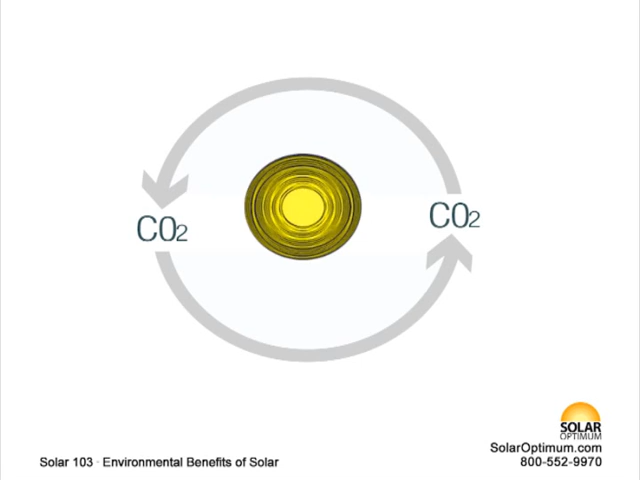 CO2
CO2
SOLAR
OPTIMUM
SolarOptimum.com
Solar 103 · Environmental Benefits of Solar
800-552-9970